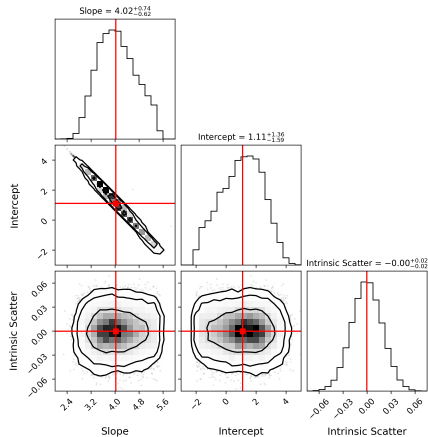 Slope = 4.02+0.74−0.62
Intercept = 1.11+1.36−1.59
Intercept
4
2
0
−2
Intrinsic Scatter = −0.00+0.02−0.02
Intrinsic Scatter
0.06
0.03
0.00
−0.03
−0.06
2.4
3.2
4.0
4.8
5.6
−2
0
2
4
−0.06
−0.03
0.00
0.03
0.06
Slope
Intercept
Intrinsic Scatter